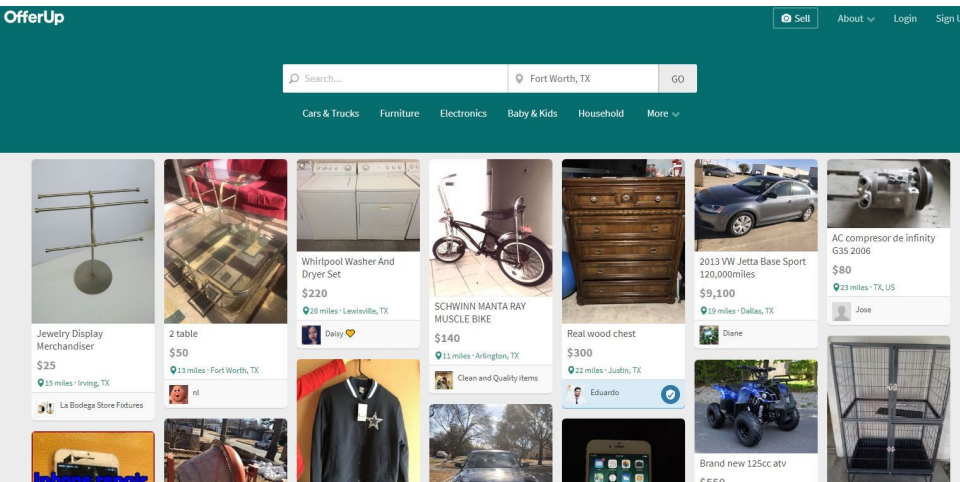 OfferUp
Sell
About
Login
Sign U
Search...
Fort Worth, TX
GO
Cars & Trucks
Furniture
Electronics
Baby & Kids
Household
More
Jewelry Display
Merchandiser
$25
15 miles · Irving, TX
La Bodega Store Fixtures
2 table
$50
13 miles · Fort Worth, TX
nl
Whirlpool Washer And
Dryer Set
$220
26 miles · Lewisville, TX
Daisy 💛
SCHWINN MANTA RAY
MUSCLE BIKE
$140
11 miles · Arlington, TX
Clean and Quality items
Real wood chest
$300
22 miles · Justin, TX
Eduardo
2013 VW Jetta Base Sport
120,000miles
$9,100
19 miles · Dallas, TX
Diane
AC compresor de infinity
G35 2006
$80
23 miles · TX, US
Jose
Iphone repair
Brand new 125cc atv
$550